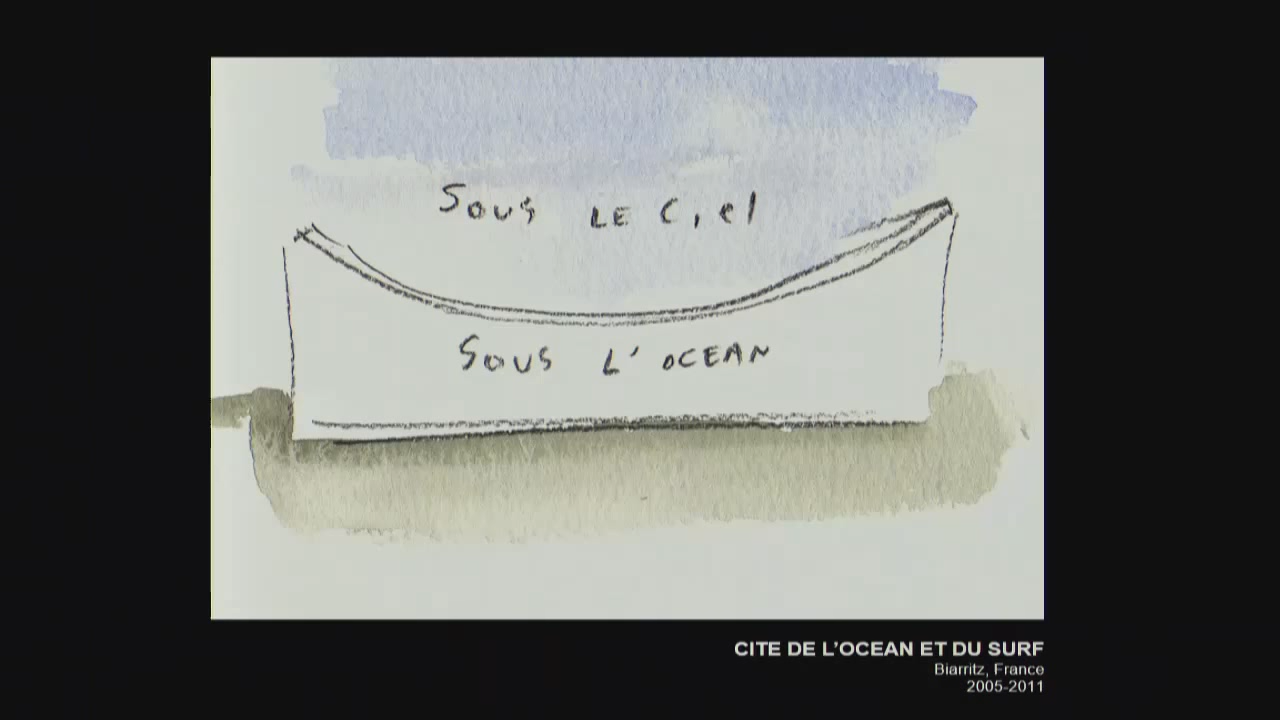 Sous LE Ciel
SOUS L'OCEAN
CITE DE L'OCEAN ET DU SURF
Biarritz, France
2005-2011